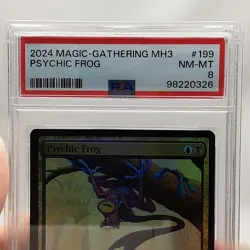 2024 MAGIC-GATHERING MH3 #199
PSYCHIC FROG NM-MT
PSA 8
98220326
Psychic Frog